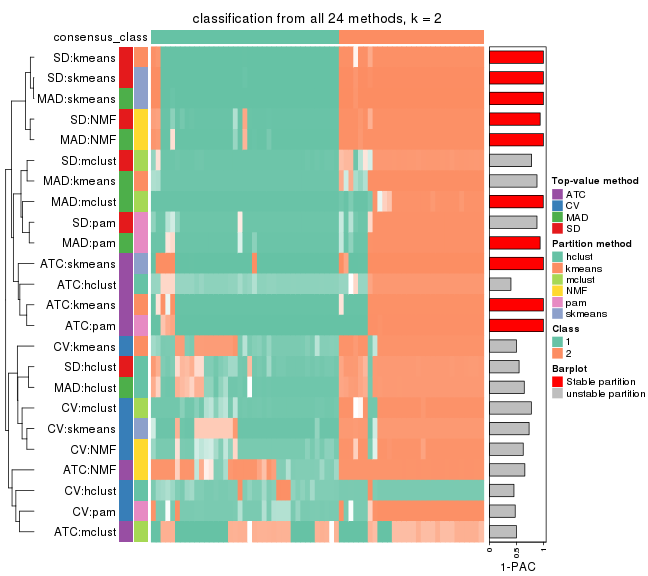 classification from all 24 methods, k = 2
consensus_class
SD:kmeans
SD:skmeans
MAD:skmeans
SD:NMF
MAD:NMF
SD:mclust
MAD:kmeans
MAD:mclust
SD:pam
MAD:pam
ATC:skmeans
ATC:hclust
ATC:kmeans
ATC:pam
CV:kmeans
SD:hclust
MAD:hclust
CV:mclust
CV:skmeans
CV:NMF
ATC:NMF
CV:hclust
CV:pam
ATC:mclust
0 0.5 1
1-PAC
Top-value method
ATC
CV
MAD
SD
Partition method
hclust
kmeans
mclust
NMF
pam
skmeans
Class
1
2
Barplot
Stable partition
unstable partition